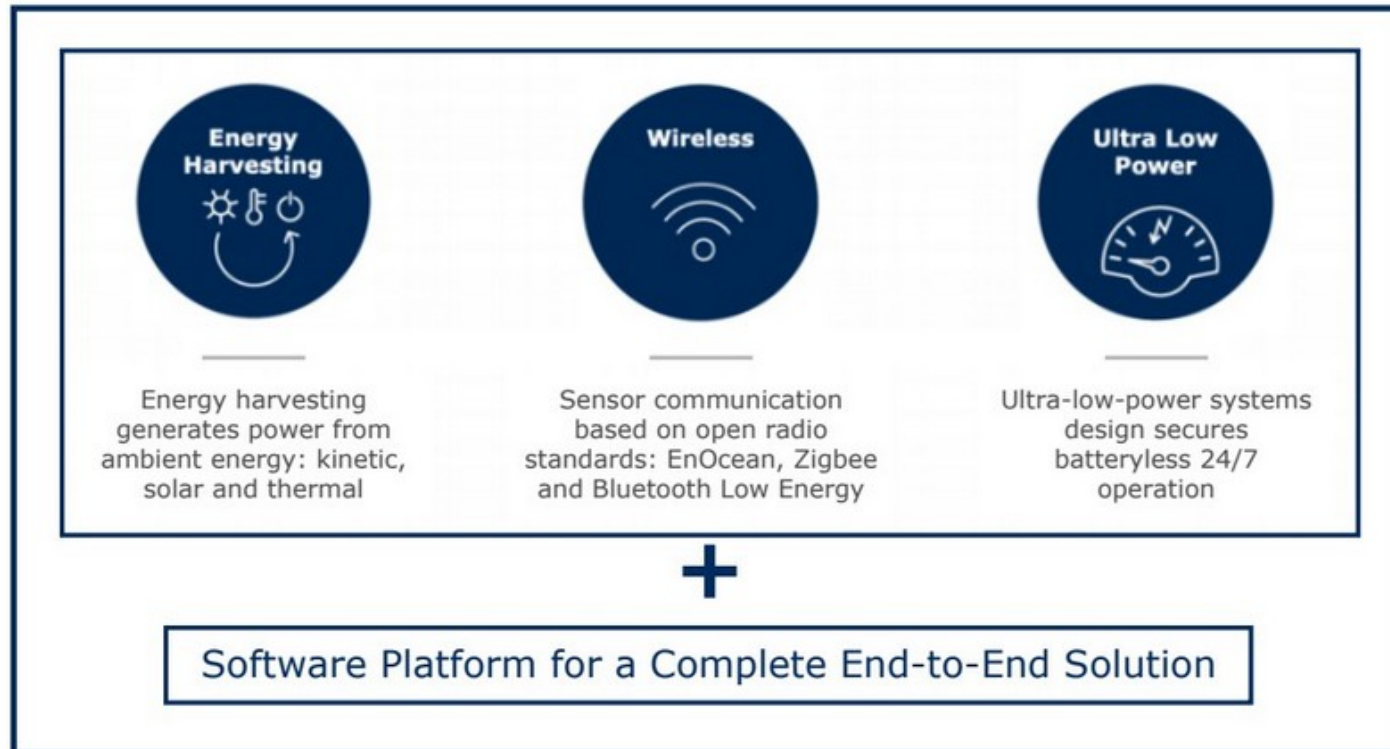 Energy
Harvesting
Energy harvesting
generates power from
ambient energy: kinetic,
solar and thermal
Wireless
Sensor communication
based on open radio
standards: EnOcean, Zigbee
and Bluetooth Low Energy
Ultra Low
Power
Ultra-low-power systems
design secures
batteryless 24/7
operation
+
Software Platform for a Complete End-to-End Solution